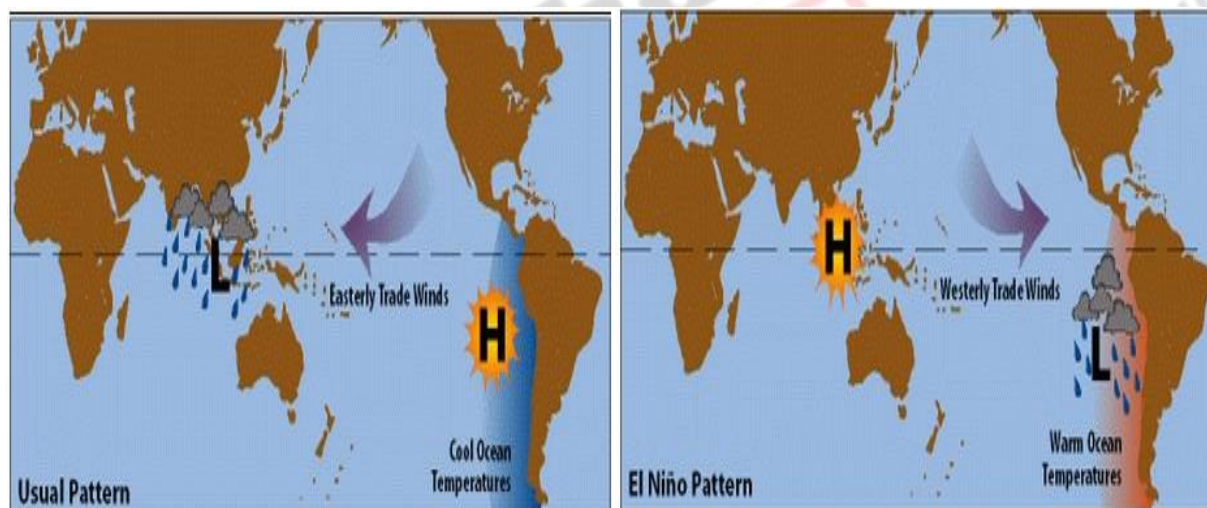 L
Easterly Trade Winds
H
Cool Ocean
Temperatures
Usual Pattern
H
Westerly Trade Winds
L
Warm Ocean
Temperatures
El Niño Pattern